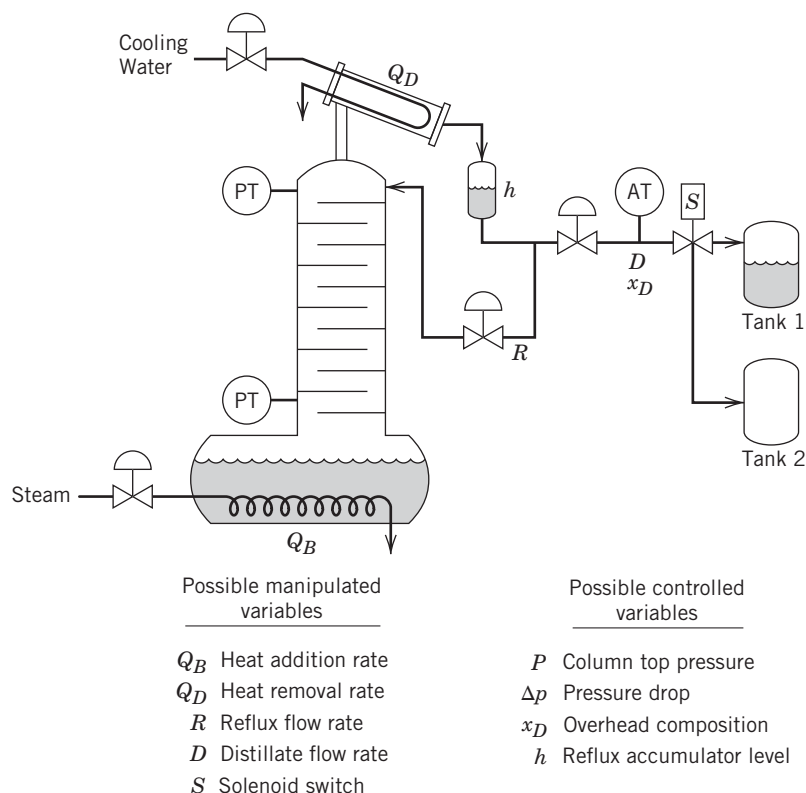 Cooling
Water
Q_D
PT
h
AT
S
D
x_D
Tank 1
R
PT
Tank 2
Steam
Q_B
Possible manipulated
variables
Q_B Heat addition rate
Q_D Heat removal rate
R Reflux flow rate
D Distillate flow rate
S Solenoid switch
Possible controlled
variables
P Column top pressure
Δp Pressure drop
x_D Overhead composition
h Reflux accumulator level